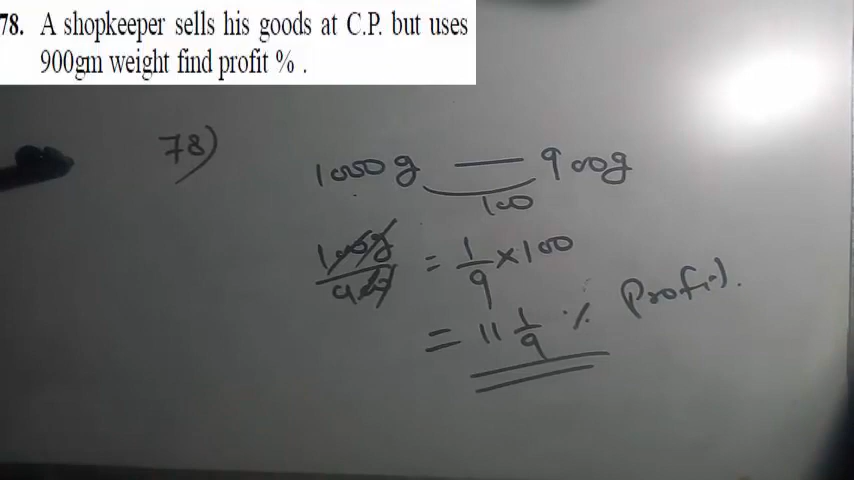 78. A shopkeeper sells his goods at C.P. but uses
900gm weight find profit % .
78)
1000g — 900g
100
100g/900 = 1/9 × 100
= 11 1/9 % Profit.